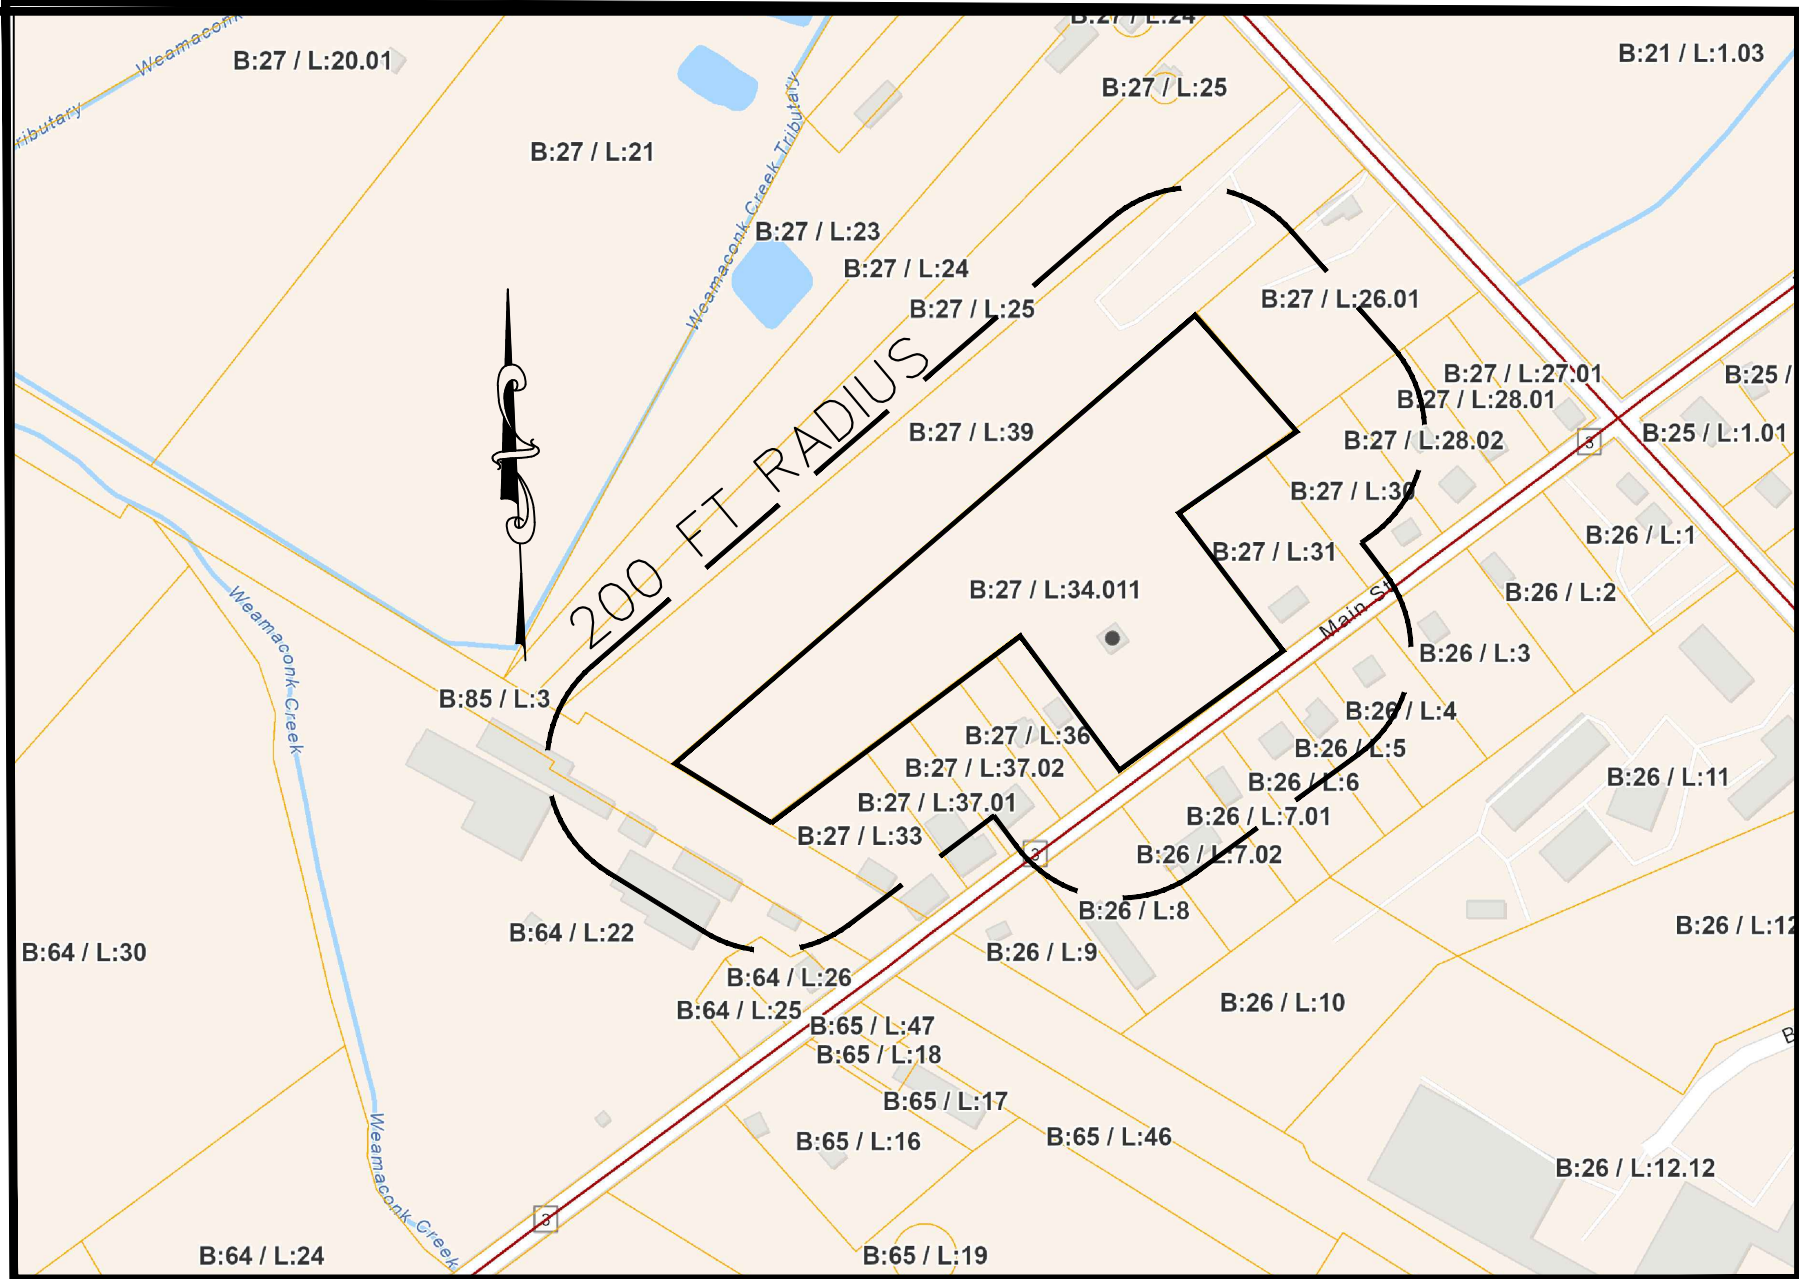 B:27 / L:24
Weamaconk
B:27 / L:20.01
B:21 / L:1.03
B:27 / L:25
ributary
B:27 / L:21
Weamaconk Creek Tributary
B:27 / L:23
B:27 / L:24
B:27 / L:25
B:27 / L:26.01
200 FT RADIUS
B:27 / L:27.01
B:25 /
B:27 / L:28.01
B:27 / L:39
B:27 / L:28.02
3
B:25 / L:1.01
B:27 / L:30
B:26 / L:1
B:27 / L:31
B:27 / L:34.011
B:26 / L:2
Main St
Weamaconk Creek
B:26 / L:3
B:85 / L:3
B:26 / L:4
B:27 / L:36
B:26 / L:5
B:27 / L:37.02
B:26 / L:6
B:26 / L:11
B:27 / L:37.01
B:26 / L:7.01
B:27 / L:33
3
B:26 / L:7.02
B:26 / L:8
B:26 / L:12
B:64 / L:22
B:64 / L:30
B:26 / L:9
B:64 / L:26
B:26 / L:10
B:64 / L:25
B:65 / L:47
B
B:65 / L:18
B:65 / L:17
B:65 / L:16
B:65 / L:46
B:26 / L:12.12
Weamaconk Creek
3
B:64 / L:24
B:65 / L:19